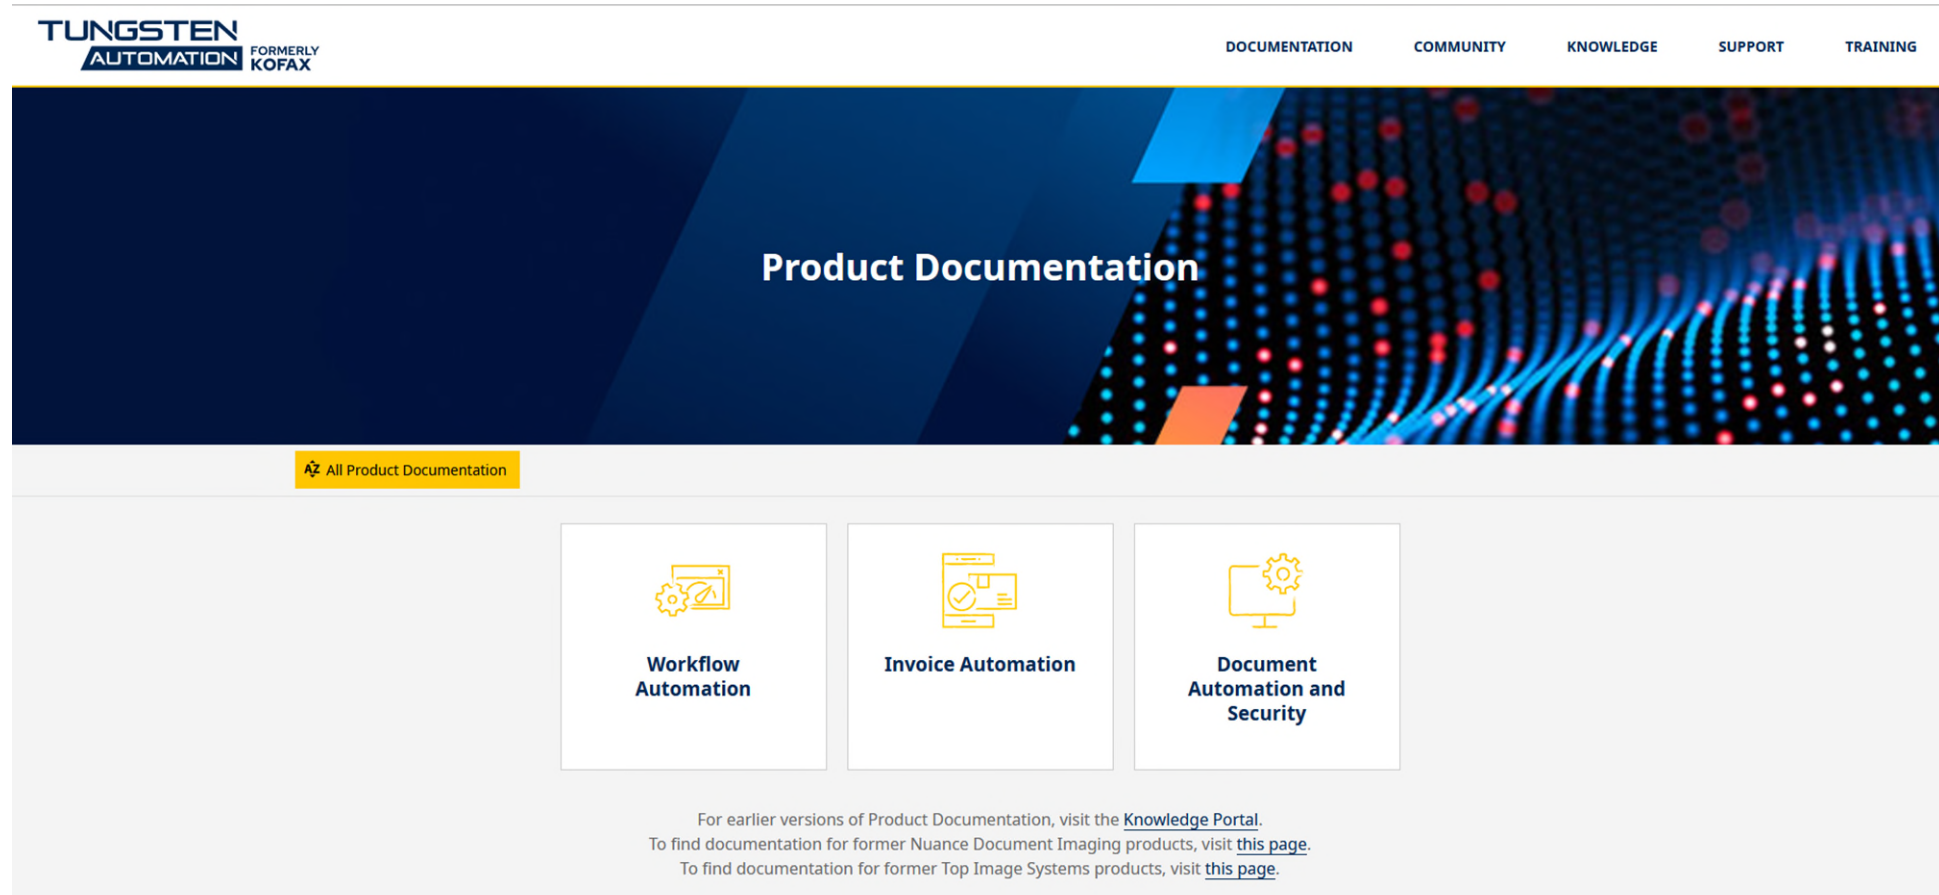 TUNGSTEN
AUTOMATION
FORMERLY
KOFAX
DOCUMENTATION COMMUNITY KNOWLEDGE SUPPORT TRAINING
Product Documentation
AZ All Product Documentation
Workflow
Automation
Invoice Automation
Document
Automation and
Security
For earlier versions of Product Documentation, visit the Knowledge Portal.
To find documentation for former Nuance Document Imaging products, visit this page.
To find documentation for former Top Image Systems products, visit this page.